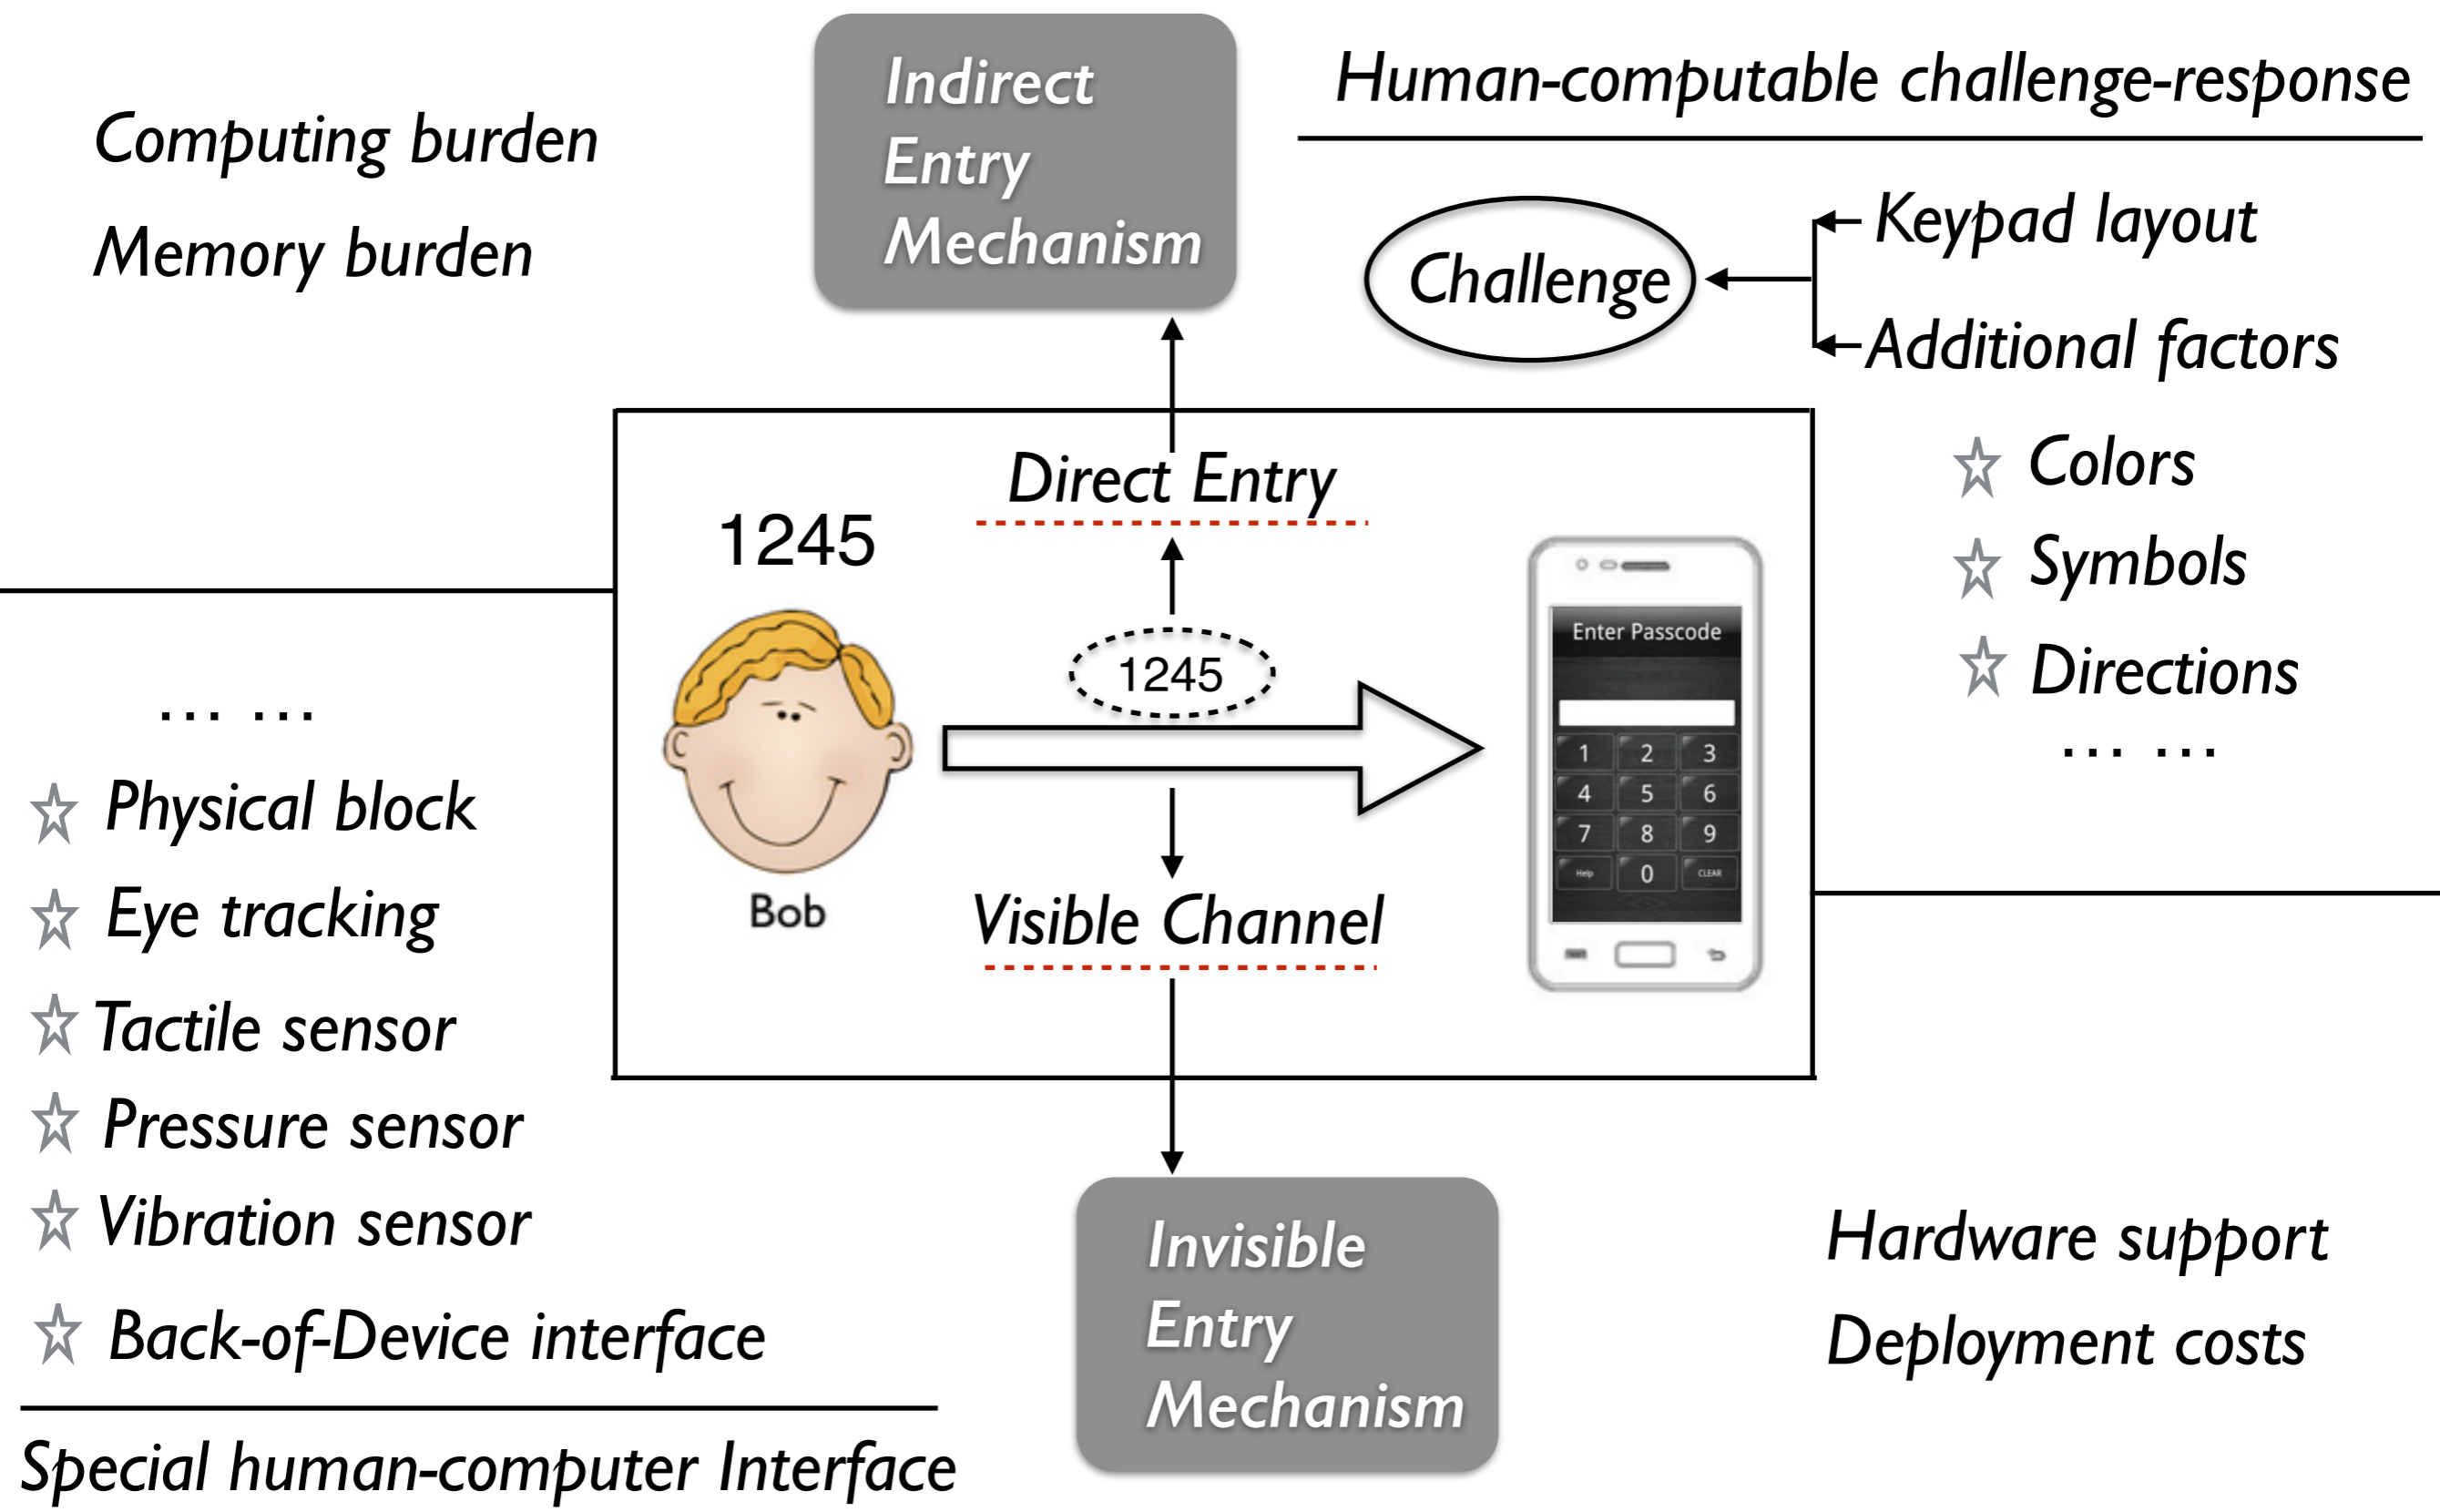 Indirect
Entry
Mechanism
Computing burden
Memory burden
Human-computable challenge-response
Challenge
Keypad layout
Additional factors
Colors
Symbols
Directions
... ...
Direct Entry
1245
1245
Bob
Visible Channel
Enter Passcode
1 2 3
4 5 6
7 8 9
Help 0 CLEAR
... ...
Physical block
Eye tracking
Tactile sensor
Pressure sensor
Vibration sensor
Back-of-Device interface
Special human-computer Interface
Invisible
Entry
Mechanism
Hardware support
Deployment costs